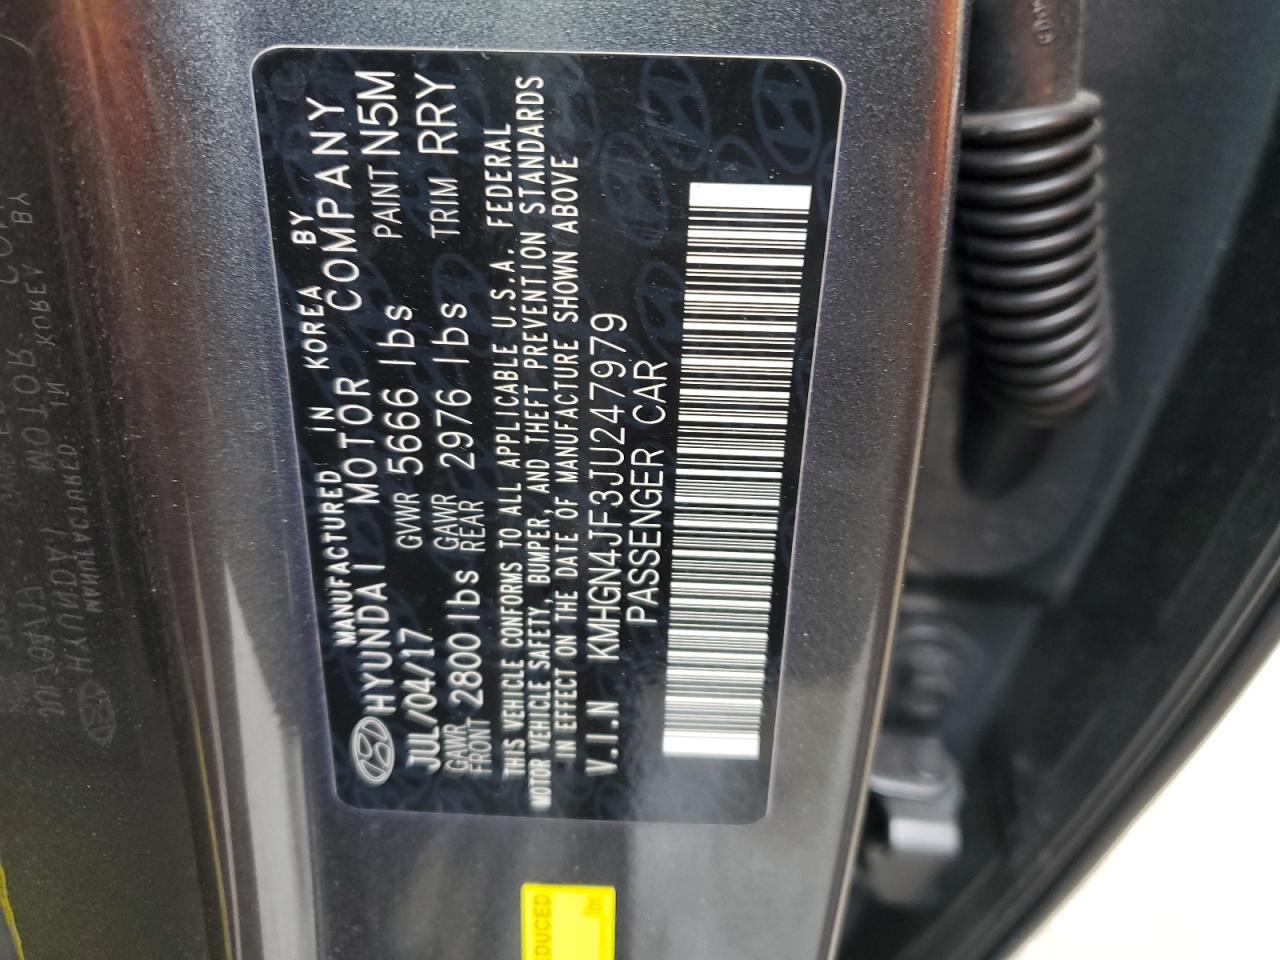 MANUFACTURED IN KOREA BY
HYUNDAI MOTOR COMPANY
JUL/04/17 GVWR 5666 lbs PAINT N5M
GAWR FRONT 2800 lbs GAWR REAR 2976 lbs TRIM RRY
THIS VEHICLE CONFORMS TO ALL APPLICABLE U.S.A. FEDERAL
MOTOR VEHICLE SAFETY, BUMPER, AND THEFT PREVENTION STANDARDS
IN EFFECT ON THE DATE OF MANUFACTURE SHOWN ABOVE
V.I.N KMHGN4JF3JU247979
PASSENGER CAR